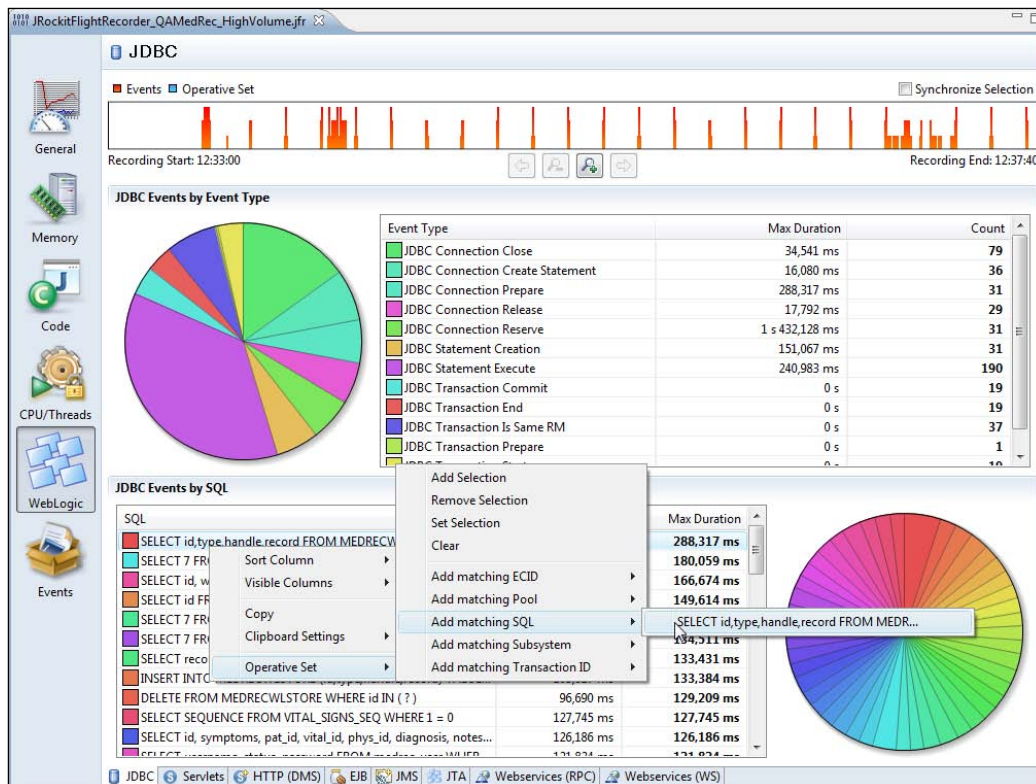 JRockitFlightRecorder_QAMedRec_HighVolume.jfr
JDBC
Events Operative Set Synchronize Selection
Recording Start: 12:33:00 Recording End: 12:37:40
General
Memory
Code
CPU/Threads
WebLogic
Events
JDBC Events by Event Type
Event Type Max Duration Count
JDBC Connection Close 34,541 ms 79
JDBC Connection Create Statement 16,080 ms 36
JDBC Connection Prepare 288,317 ms 31
JDBC Connection Release 17,792 ms 29
JDBC Connection Reserve 1 s 432,128 ms 31
JDBC Statement Creation 151,067 ms 31
JDBC Statement Execute 240,983 ms 190
JDBC Transaction Commit 0 s 19
JDBC Transaction End 0 s 19
JDBC Transaction Is Same RM 0 s 37
JDBC Transaction Prepare 0 s 1
JDBC Events by SQL
SQL Max Duration
SELECT id,type,handle,record FROM MEDRECW 288,317 ms
SELECT 7 FR 180,059 ms
SELECT id, w 166,674 ms
SELECT id FR 149,614 ms
SELECT 7 FR
SELECT 7 FR 134,511 ms
SELECT reco 133,431 ms
INSERT INTO 133,384 ms
DELETE FROM MEDRECWLSTORE WHERE id IN ( ? ) 96,690 ms 129,209 ms
SELECT SEQUENCE FROM VITAL_SIGNS_SEQ WHERE 1 = 0 127,745 ms 127,745 ms
SELECT id, symptoms, pat_id, vital_id, phys_id, diagnosis, notes... 126,186 ms 126,186 ms
Sort Column
Visible Columns
Copy
Clipboard Settings
Operative Set
Add Selection
Remove Selection
Set Selection
Clear
Add matching ECID
Add matching Pool
Add matching SQL
Add matching Subsystem
Add matching Transaction ID
SELECT id,type,handle,record FROM MEDR...
JDBC Servlets HTTP (DMS) EJB JMS JTA Webservices (RPC) Webservices (WS)